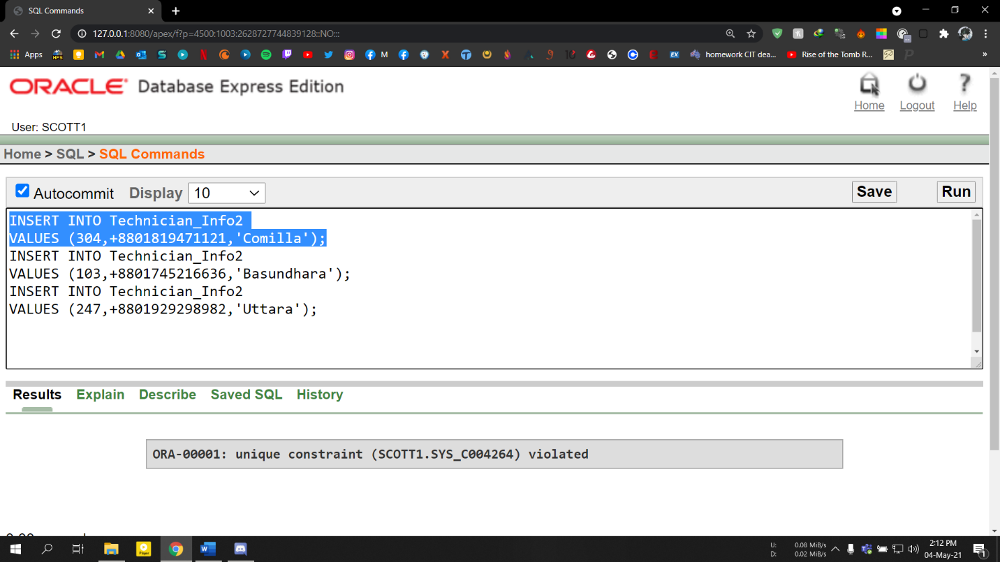 SQL Commands
127.0.0.1:8080/apex/f?p=4500:1003:2628727744839128::NO:::
Apps
M
homework CIT dea...
Rise of the Tomb R...
»
ORACLE Database Express Edition
Home
Logout
Help
User: SCOTT1
Home > SQL > SQL Commands
Autocommit
Display
10
Save
Run
INSERT INTO Technician_Info2
VALUES (304,+8801819471121,'Comilla');
INSERT INTO Technician_Info2
VALUES (103,+8801745216636,'Basundhara');
INSERT INTO Technician_Info2
VALUES (247,+8801929298982,'Uttara');
Results
Explain
Describe
Saved SQL
History
ORA-00001: unique constraint (SCOTT1.SYS_C004264) violated
U: 0.08 MiB/s
D: 0.02 MiB/s
2:12 PM
04-May-21